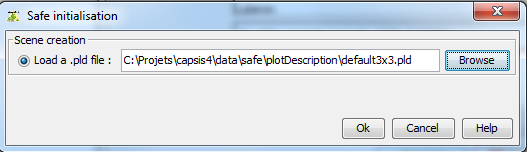 Safe initialisation
Scene creation
Load a .pld file :
C:\Projets\capsis4\data\safe\plotDescription\default3x3.pld
Browse
Ok
Cancel
Help